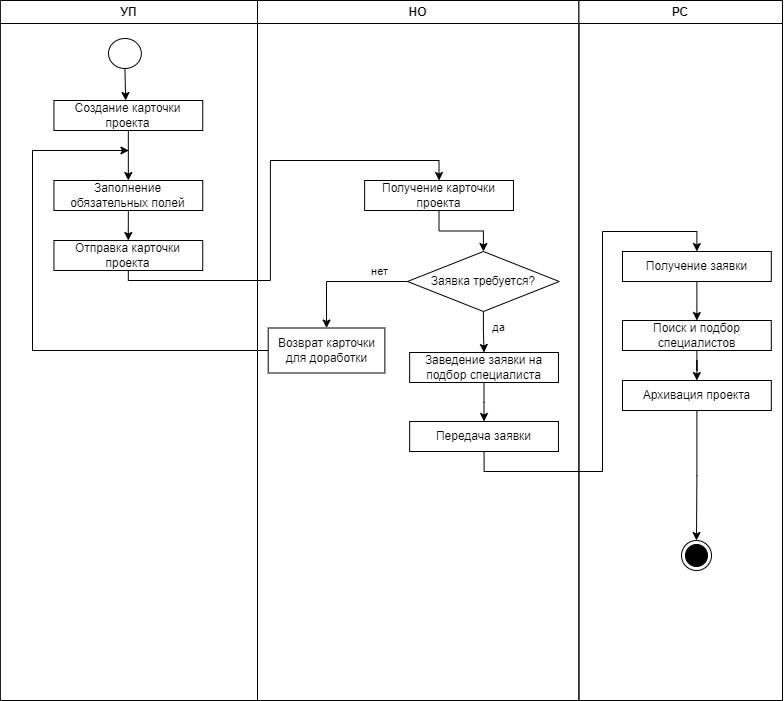 УП
НО
РС
Создание карточки
проекта
Заполнение
обязательных полей
Отправка карточки
проекта
Получение карточки
проекта
Заявка требуется?
нет
да
Возврат карточки
для доработки
Заведение заявки на
подбор специалиста
Передача заявки
Получение заявки
Поиск и подбор
специалистов
Архивация проекта